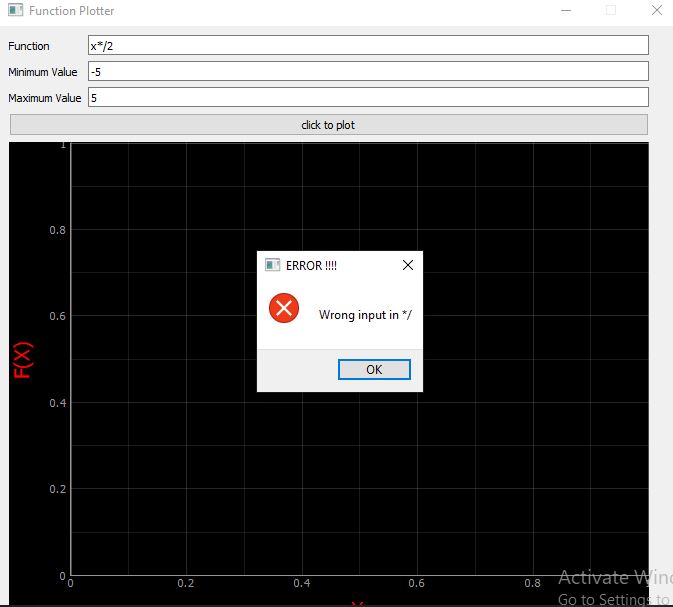 Function Plotter
Function x*/2
Minimum Value -5
Maximum Value 5
click to plot
1
0.8
ERROR !!!!
Wrong input in */
OK
0.6
F(X)
0.4
0.2
0
0 0.2 0.4 0.6 0.8
Activate Win
Go to Settings to